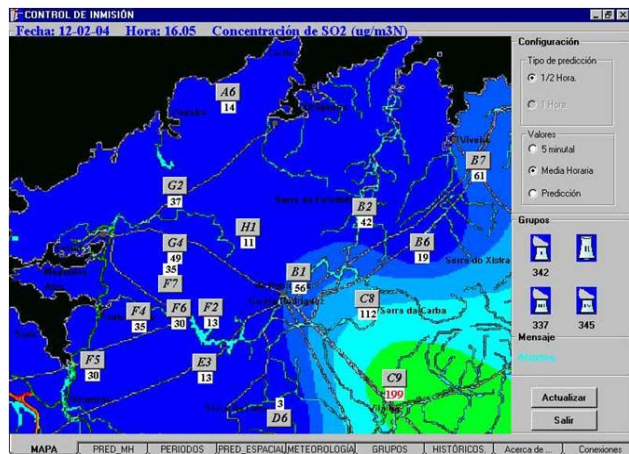 CONTROL DE INMISIÓN
Fecha: 12-02-04 Hora: 16.05 Concentración de SO2 (ug/m3N)
Configuración
Tipo de predicción
1/2 Hora.
1 Hora
Valores
5 minutal
Media Horaria
Predicción
Grupos
342
337 345
Mensaje
Actualizar
Salir
A6
14
B7
61
G2
37
B2
42
H1
11
G4
49
B6
19
Serra do Xistra
35
F7
B1
56
C8
112
Serra da Carba
F4
35
F6
30
F2
13
F5
30
E3
13
C9
199
3
D6
MAPA PRED_MH PERIODOS PRED_ESPACIAL METEOROLOGÍA GRUPOS HISTÓRICOS Acerca de ... Conexiones